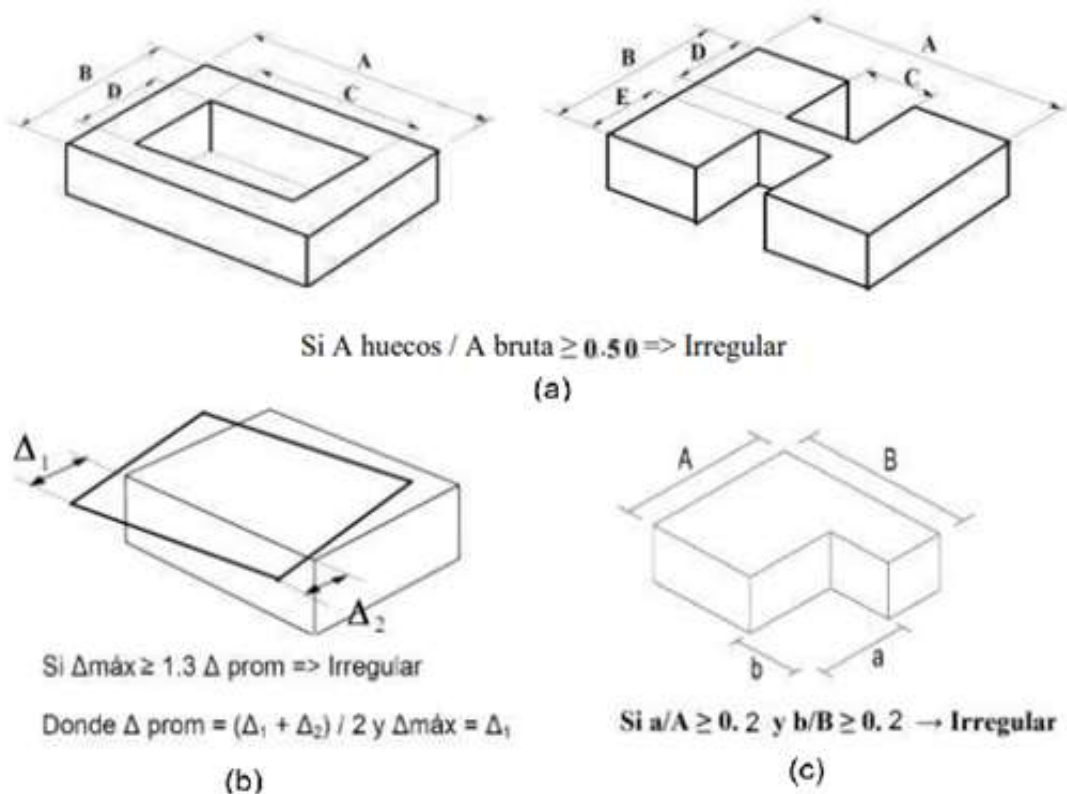 B
D
A
C
B
D
A
C
E
Si A huecos / A bruta ≥ 0.50 => Irregular
(a)
Δ₁
Δ₂
Si Δmáx ≥ 1.3 Δ prom => Irregular
Donde Δ prom = (Δ₁ + Δ₂) / 2 y Δmáx = Δ₁
(b)
A
B
b
a
Si a/A ≥ 0.2 y b/B ≥ 0.2 → Irregular
(c)